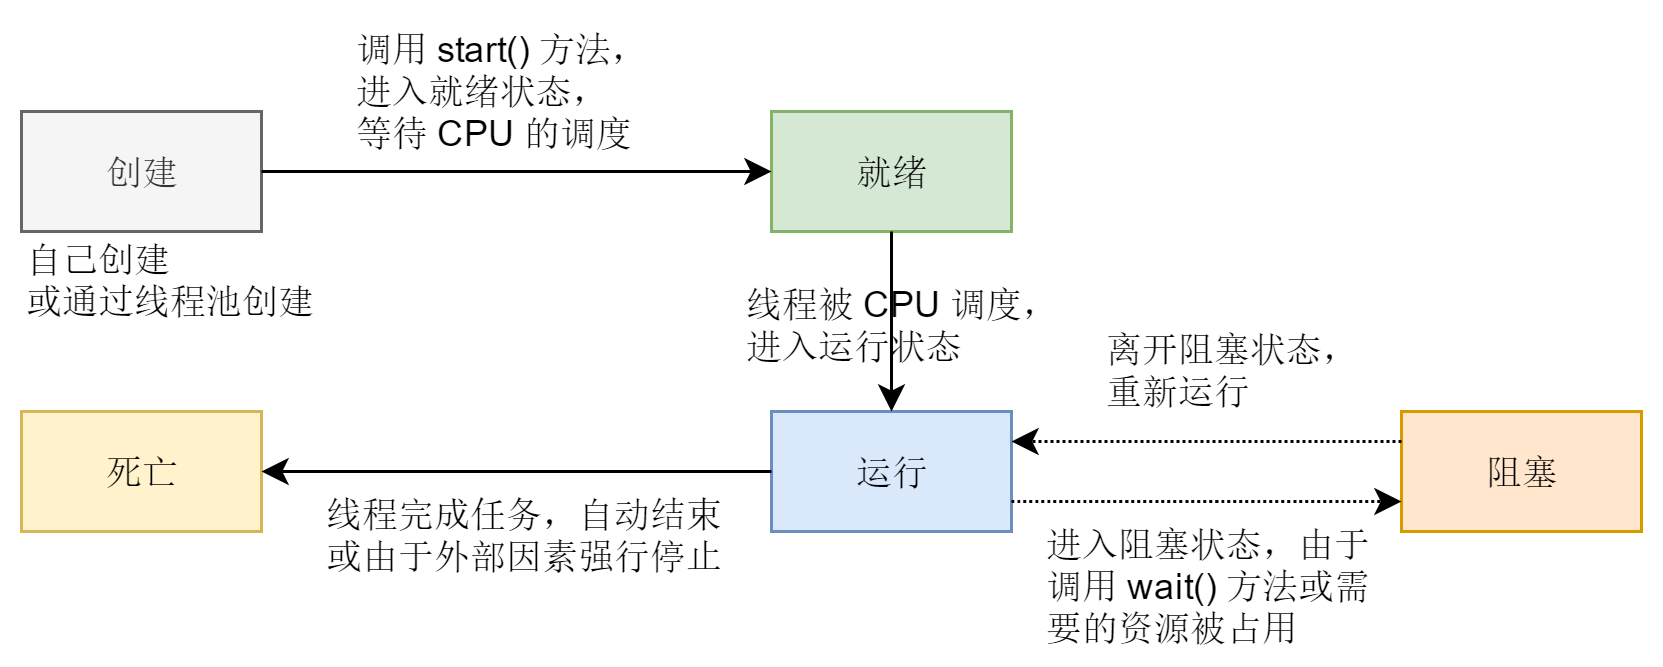 调用 start() 方法，
进入就绪状态，
等待 CPU 的调度
创建
就绪
自己创建
或通过线程池创建
线程被 CPU 调度，
进入运行状态
离开阻塞状态，
重新运行
死亡
运行
阻塞
线程完成任务，自动结束
或由于外部因素强行停止
进入阻塞状态，由于
调用 wait() 方法或需
要的资源被占用